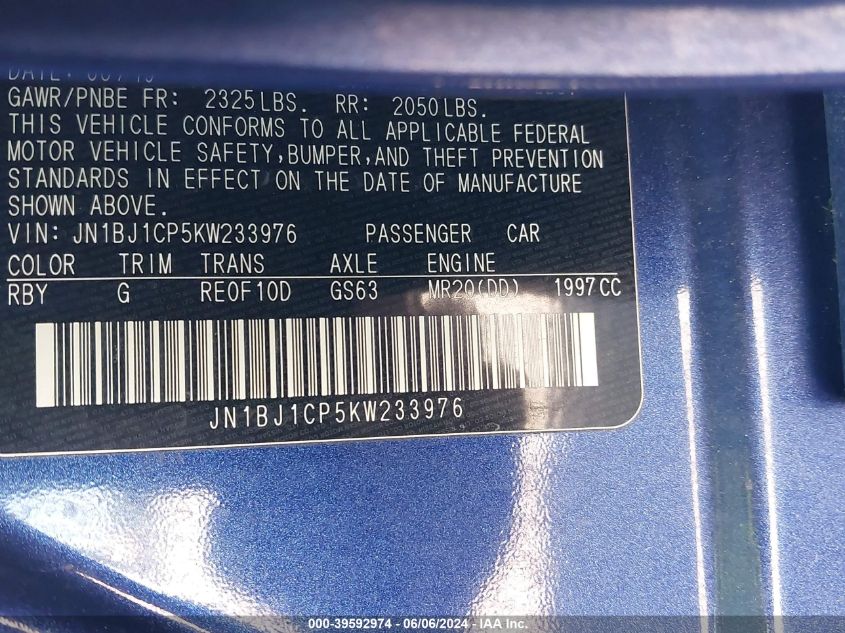 GAWR/PNBE FR: 2325LBS. RR: 2050LBS.
THIS VEHICLE CONFORMS TO ALL APPLICABLE FEDERAL
MOTOR VEHICLE SAFETY,BUMPER,AND THEFT PREVENTION
STANDARDS IN EFFECT ON THE DATE OF MANUFACTURE
SHOWN ABOVE.
VIN: JN1BJ1CP5KW233976 PASSENGER CAR
COLOR TRIM TRANS AXLE ENGINE
RBY G REOF10D GS63 MR20(DD) 1997CC
JN1BJ1CP5KW233976
000-39592974 - 06/06/2024 - IAA, Inc.